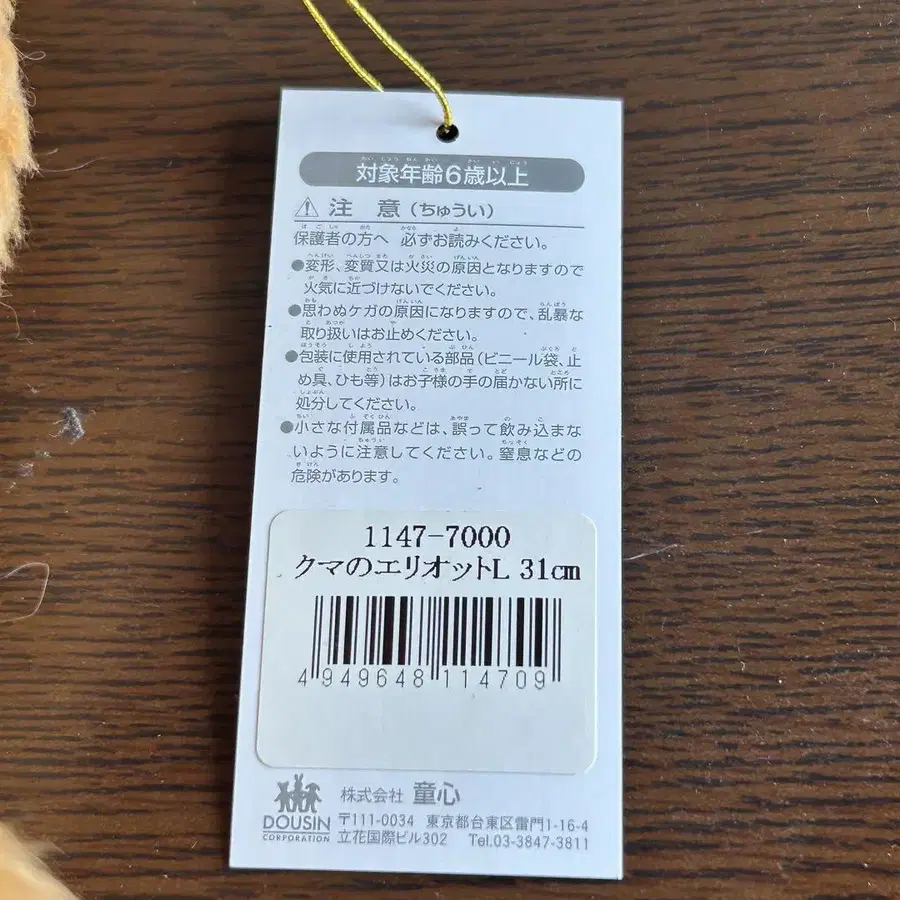 対象年齢6歳以上
注 意(ちゅうい)
保護者の方へ 必ずお読みください。
●変形、変質又は火災の原因となりますので
火気に近づけないでください。
●思わぬケガの原因になりますので、乱暴な
取り扱いはお止めください。
●包装に使用されている部品(ビニール袋、止
め具、ひも等)はお子様の手の届かない所に
処分してください。
●小さな付属品などは、誤って飲み込まな
いように注意してください。窒息などの
危険があります。
1147-7000
クマのエリオットL 31cm
4 949648 114709
DOUSIN
CORPORATION
株式会社 童心
〒111-0034 東京都台東区雷門1-16-4
立花国際ビル302 Tel.03-3847-3811